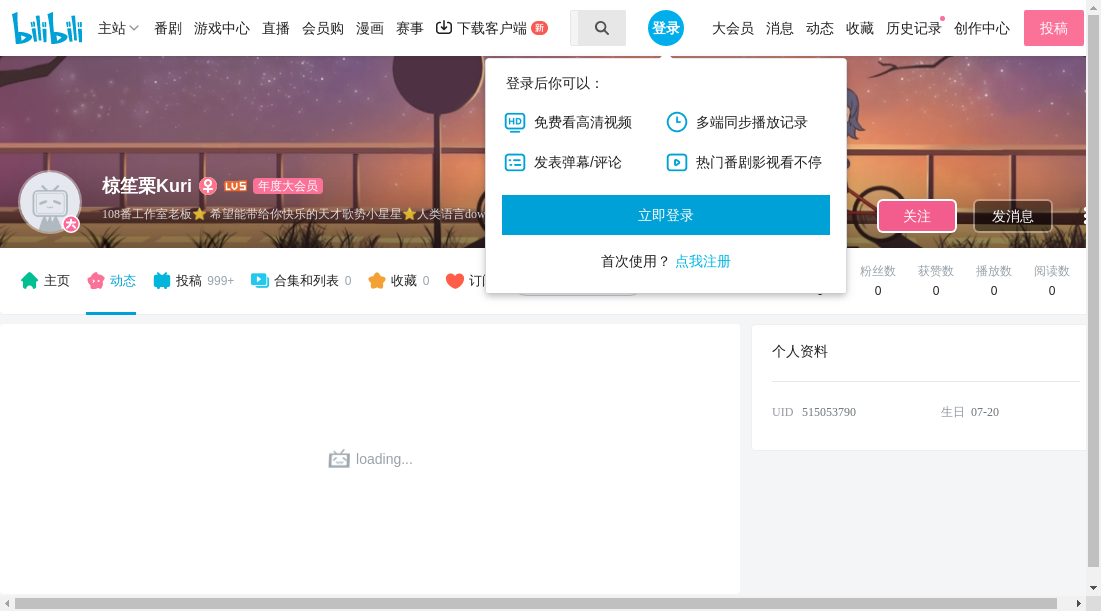 bilibili 主站 番剧 游戏中心 直播 会员购 漫画 赛事 下载客户端 新 登录 大会员 消息 动态 收藏 历史记录 创作中心 投稿
登录后你可以：
HD 免费看高清视频 多端同步播放记录
发表弹幕/评论 热门番剧影视看不停
立即登录
首次使用？ 点我注册
椋笙栗Kuri LV5 年度大会员
108番工作室老板⭐ 希望能带给你快乐的天才歌势小星星⭐人类语言dow
大
关注 发消息
主页 动态 投稿 999+ 合集和列表 0 收藏 0 粉丝数 获赞数 播放数 阅读数
0 0 0 0
loading...
个人资料
UID 515053790 生日 07-20